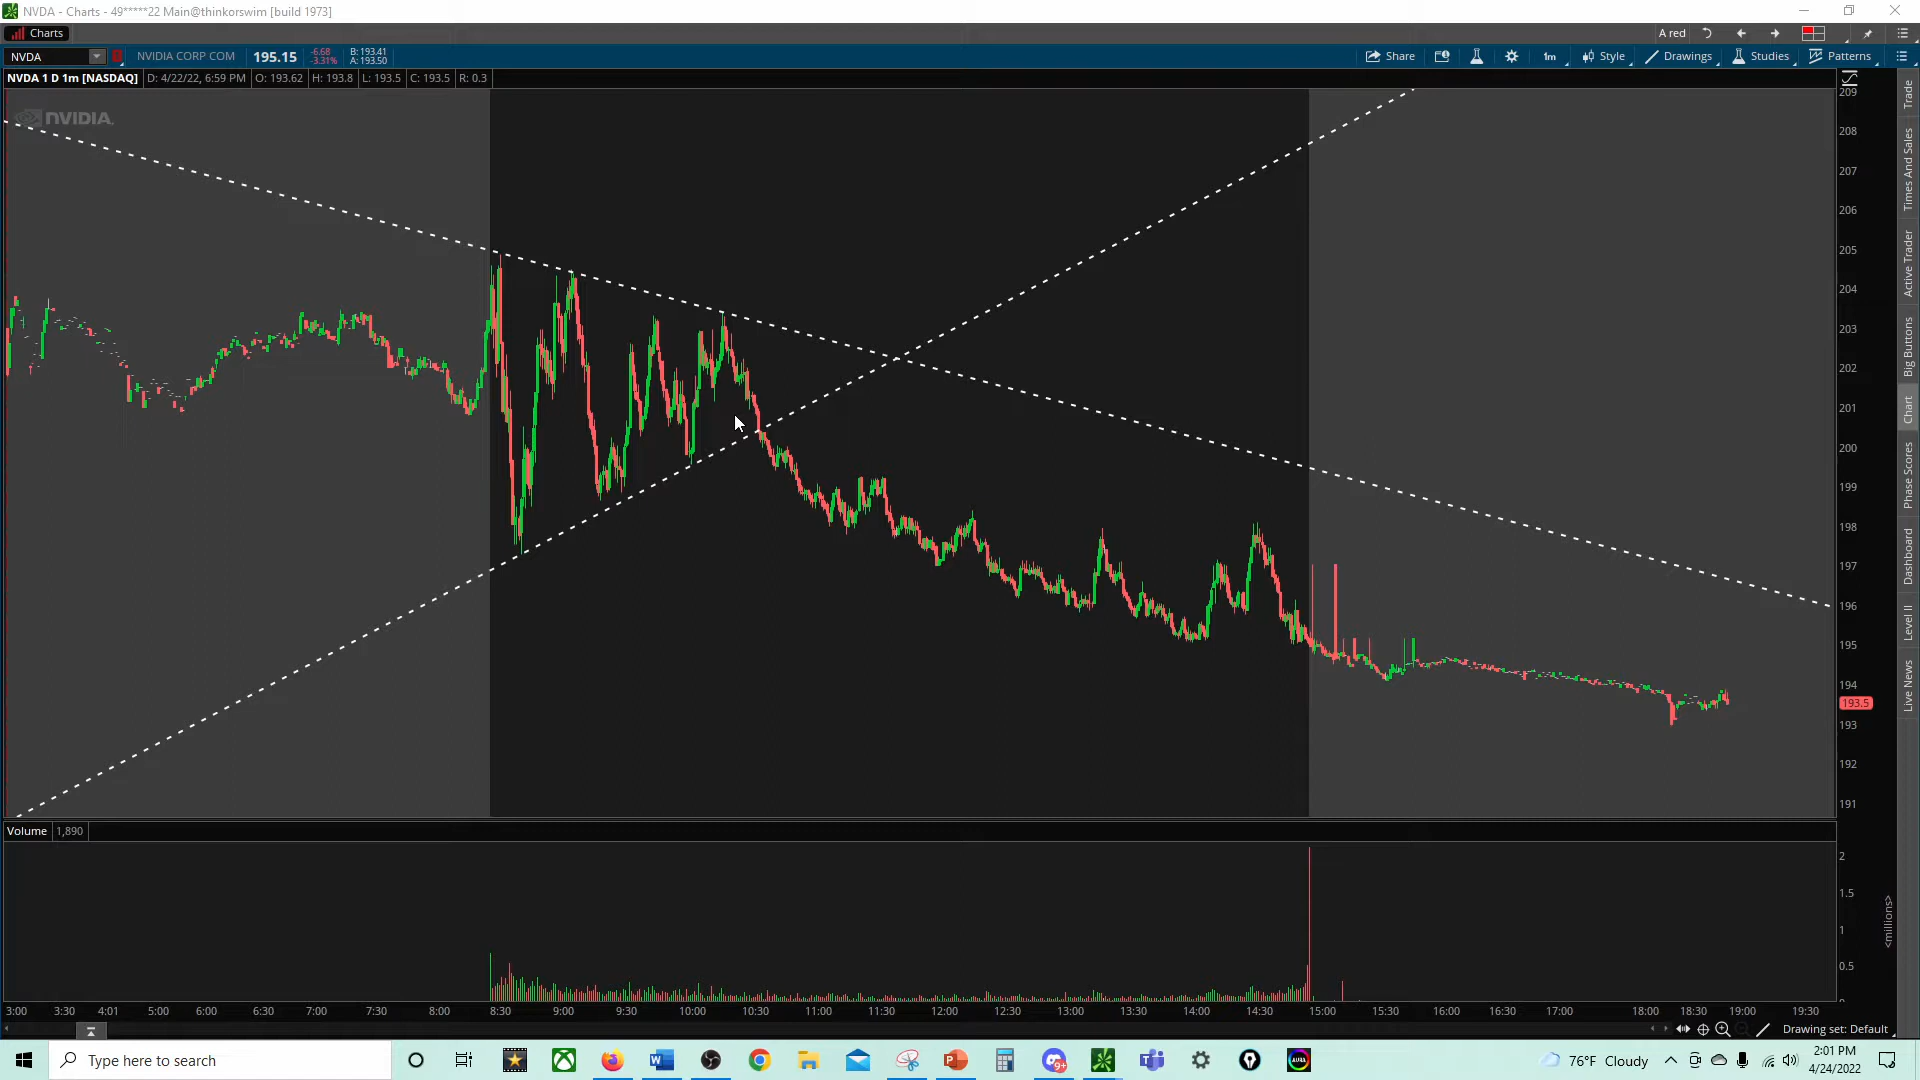 NVDA - Charts - 49*****22 Main@thinkorswim [build 1973]
Charts
A red
NVDA
NVIDIA CORP COM
195.15
-6.68
-3.31%
B: 193.41
A: 193.50
Share
1m
Style
Drawings
Studies
Patterns
NVDA 1 D 1m [NASDAQ]
D: 4/22/22, 6:59 PM
O: 193.62
H: 193.8
L: 193.5
C: 193.5
R: 0.3
NVIDIA.
209
208
207
206
205
204
203
202
201
200
199
198
197
196
195
194
193.5
193
192
191
Trade
Times And Sales
Active Trader
Big Buttons
Chart
Phase Scores
Dashboard
Level II
Live News
Volume
1,890
2
1.5
1
0.5
<millions>
3:00 3:30 4:01 5:00 6:00 6:30 7:00 7:30 8:00 8:30 9:00 9:30 10:00 10:30 11:00 11:30 12:00 12:30 13:00 13:30 14:00 14:30 15:00 15:30 16:00 16:30 17:00 18:00 18:30 19:00 19:30
Drawing set: Default
Type here to search
9+
AURA
76°F Cloudy
2:01 PM
4/24/2022